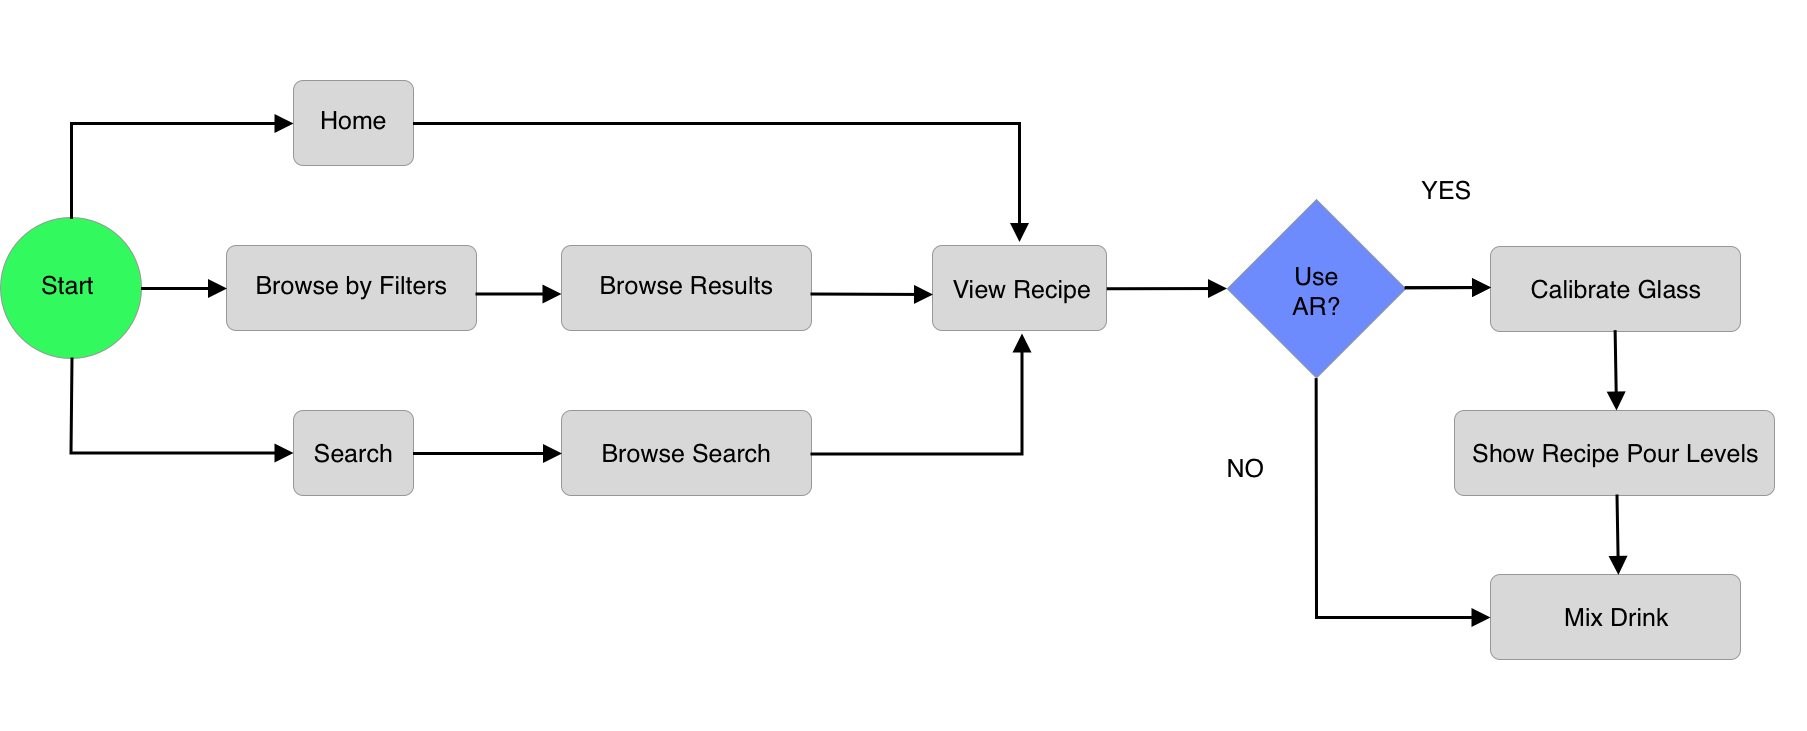 Home
YES
Start
Browse by Filters
Browse Results
View Recipe
Use
AR?
Calibrate Glass
Search
Browse Search
NO
Show Recipe Pour Levels
Mix Drink